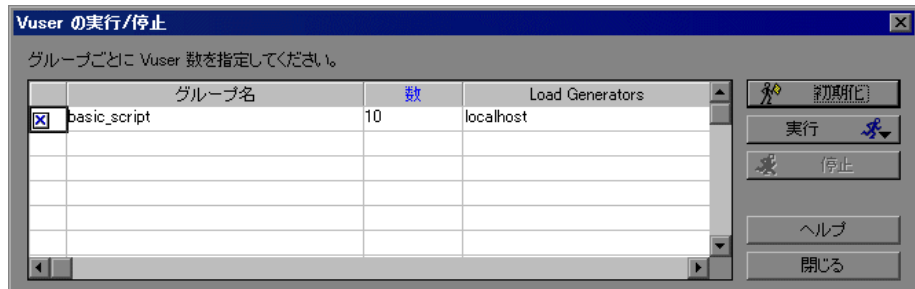 Vuser の実行/停止
グループごとに Vuser 数を指定してください。
グループ名 数 Load Generators
basic_script 10 localhost
初期化
実行
停止
ヘルプ
閉じる